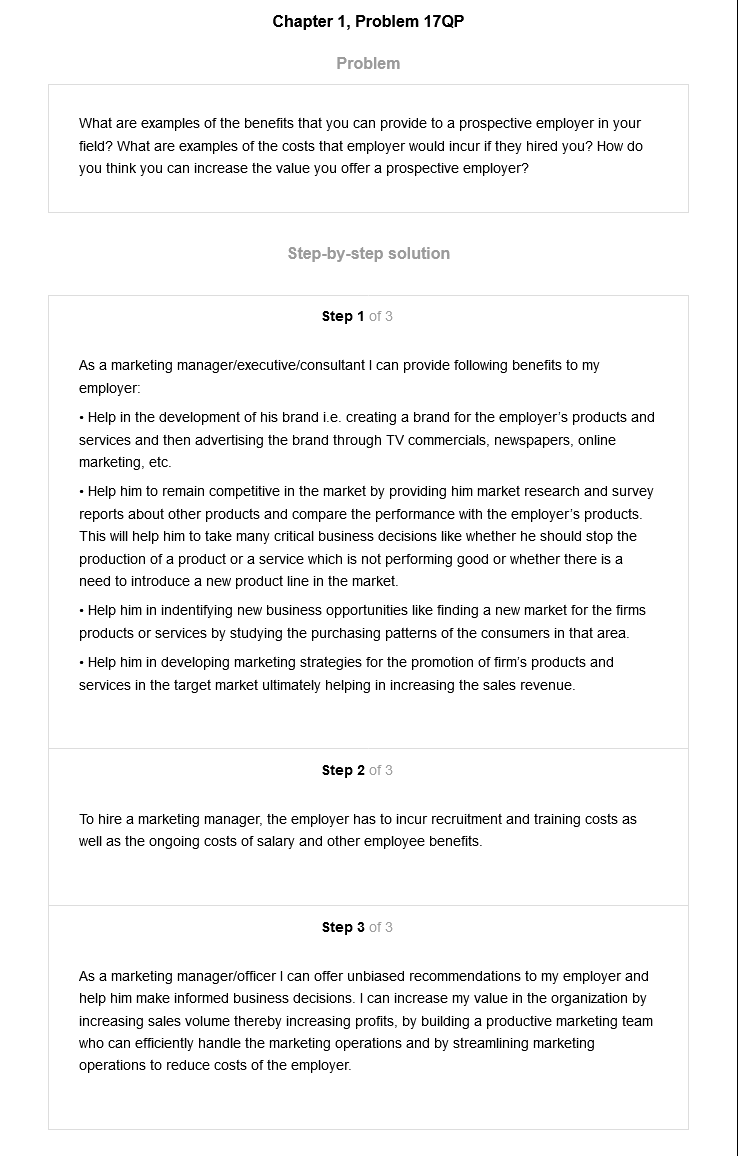 Chapter 1, Problem 17QP
Problem
What are examples of the benefits that you can provide to a prospective employer in your
field? What are examples of the costs that employer would incur if they hired you? How do
you think you can increase the value you offer a prospective employer?
Step-by-step solution
Step 1 of 3
As a marketing manager/executive/consultant I can provide following benefits to my
employer:
• Help in the development of his brand i.e. creating a brand for the employer's products and
services and then advertising the brand through TV commercials, newspapers, online
marketing, etc.
• Help him to remain competitive in the market by providing him market research and survey
reports about other products and compare the performance with the employer's products.
This will help him to take many critical business decisions like whether he should stop the
production of a product or a service which is not performing good or whether there is a
need to introduce a new product line in the market.
• Help him in indentifying new business opportunities like finding a new market for the firms
products or services by studying the purchasing patterns of the consumers in that area.
• Help him in developing marketing strategies for the promotion of firm's products and
services in the target market ultimately helping in increasing the sales revenue.
Step 2 of 3
To hire a marketing manager, the employer has to incur recruitment and training costs as
well as the ongoing costs of salary and other employee benefits.
Step 3 of 3
As a marketing manager/officer I can offer unbiased recommendations to my employer and
help him make informed business decisions. I can increase my value in the organization by
increasing sales volume thereby increasing profits, by building a productive marketing team
who can efficiently handle the marketing operations and by streamlining marketing
operations to reduce costs of the employer.